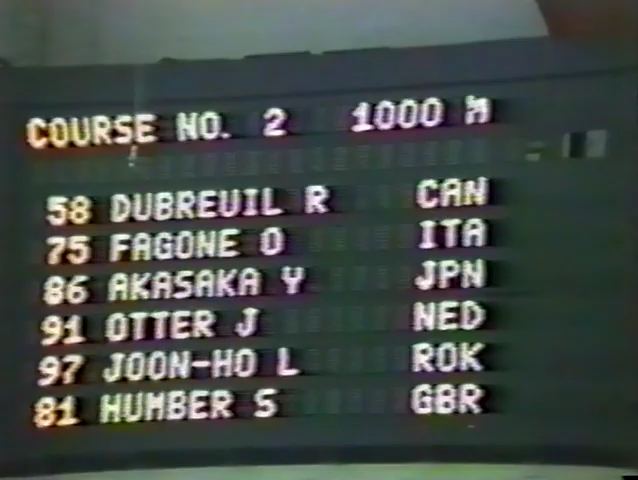 COURSE NO. 2 1000 M
58 DUBREUIL R CAN
75 FAGONE O ITA
86 AKASAKA Y JPN
91 OTTER J NED
97 JOON-HO L ROK
81 HUMBER S GBR